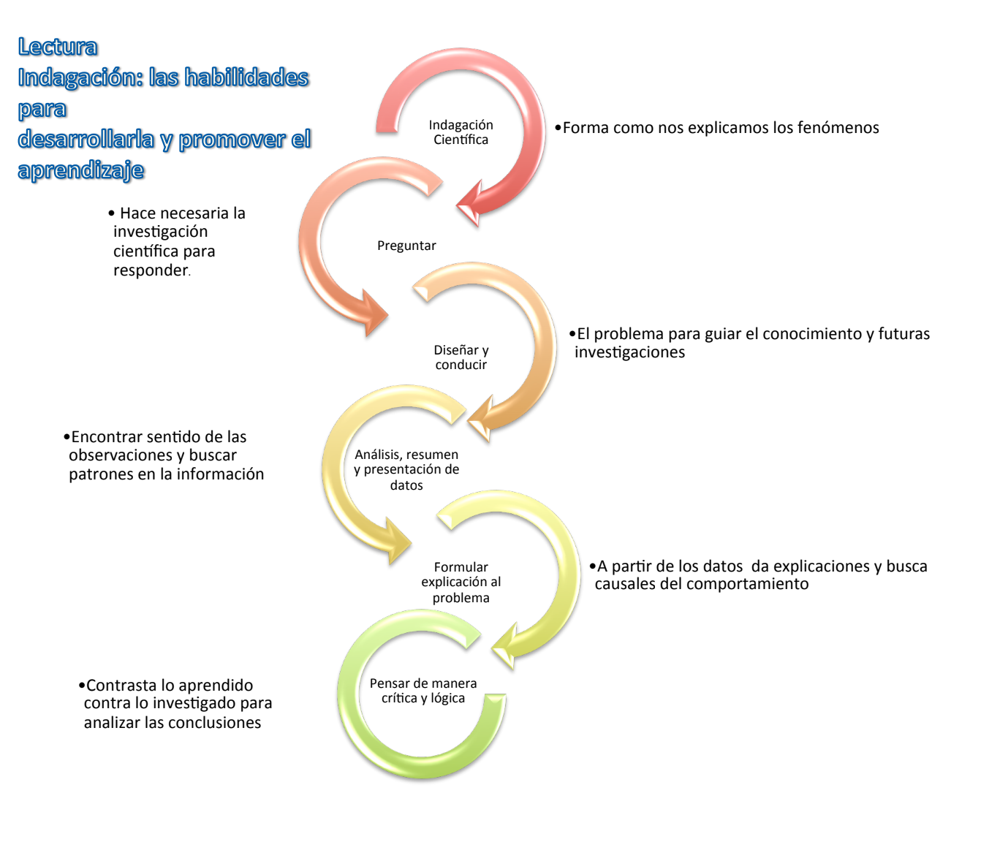 Lectura
Indagación: las habilidades
para
desarrollarla y promover el
aprendizaje
Indagación
Científica
•Forma como nos explicamos los fenómenos
Preguntar
• Hace necesaria la
investigación
científica para
responder.
Diseñar y
conducir
•El problema para guiar el conocimiento y futuras
investigaciones
Análisis, resumen
y presentación de
datos
•Encontrar sentido de las
observaciones y buscar
patrones en la información
Formular
explicación al
problema
•A partir de los datos  da explicaciones y busca
causales del comportamiento
Pensar de manera
crítica y lógica
•Contrasta lo aprendido
contra lo investigado para
analizar las conclusiones